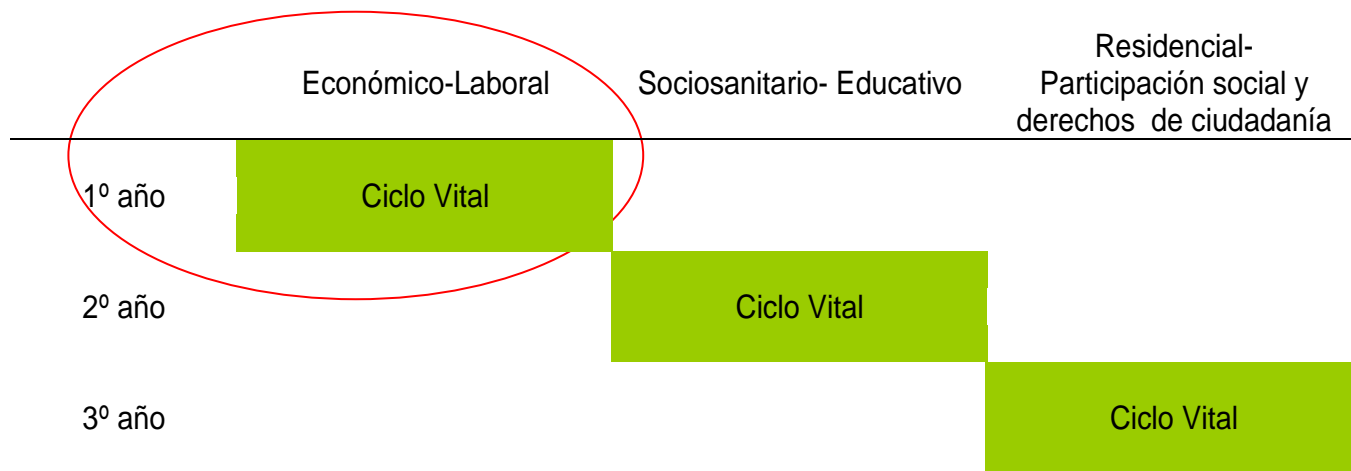 Económico-Laboral
Sociosanitario- Educativo
Residencial-
Participación social y
derechos de ciudadanía
1º año
Ciclo Vital
2º año
Ciclo Vital
3º año
Ciclo Vital